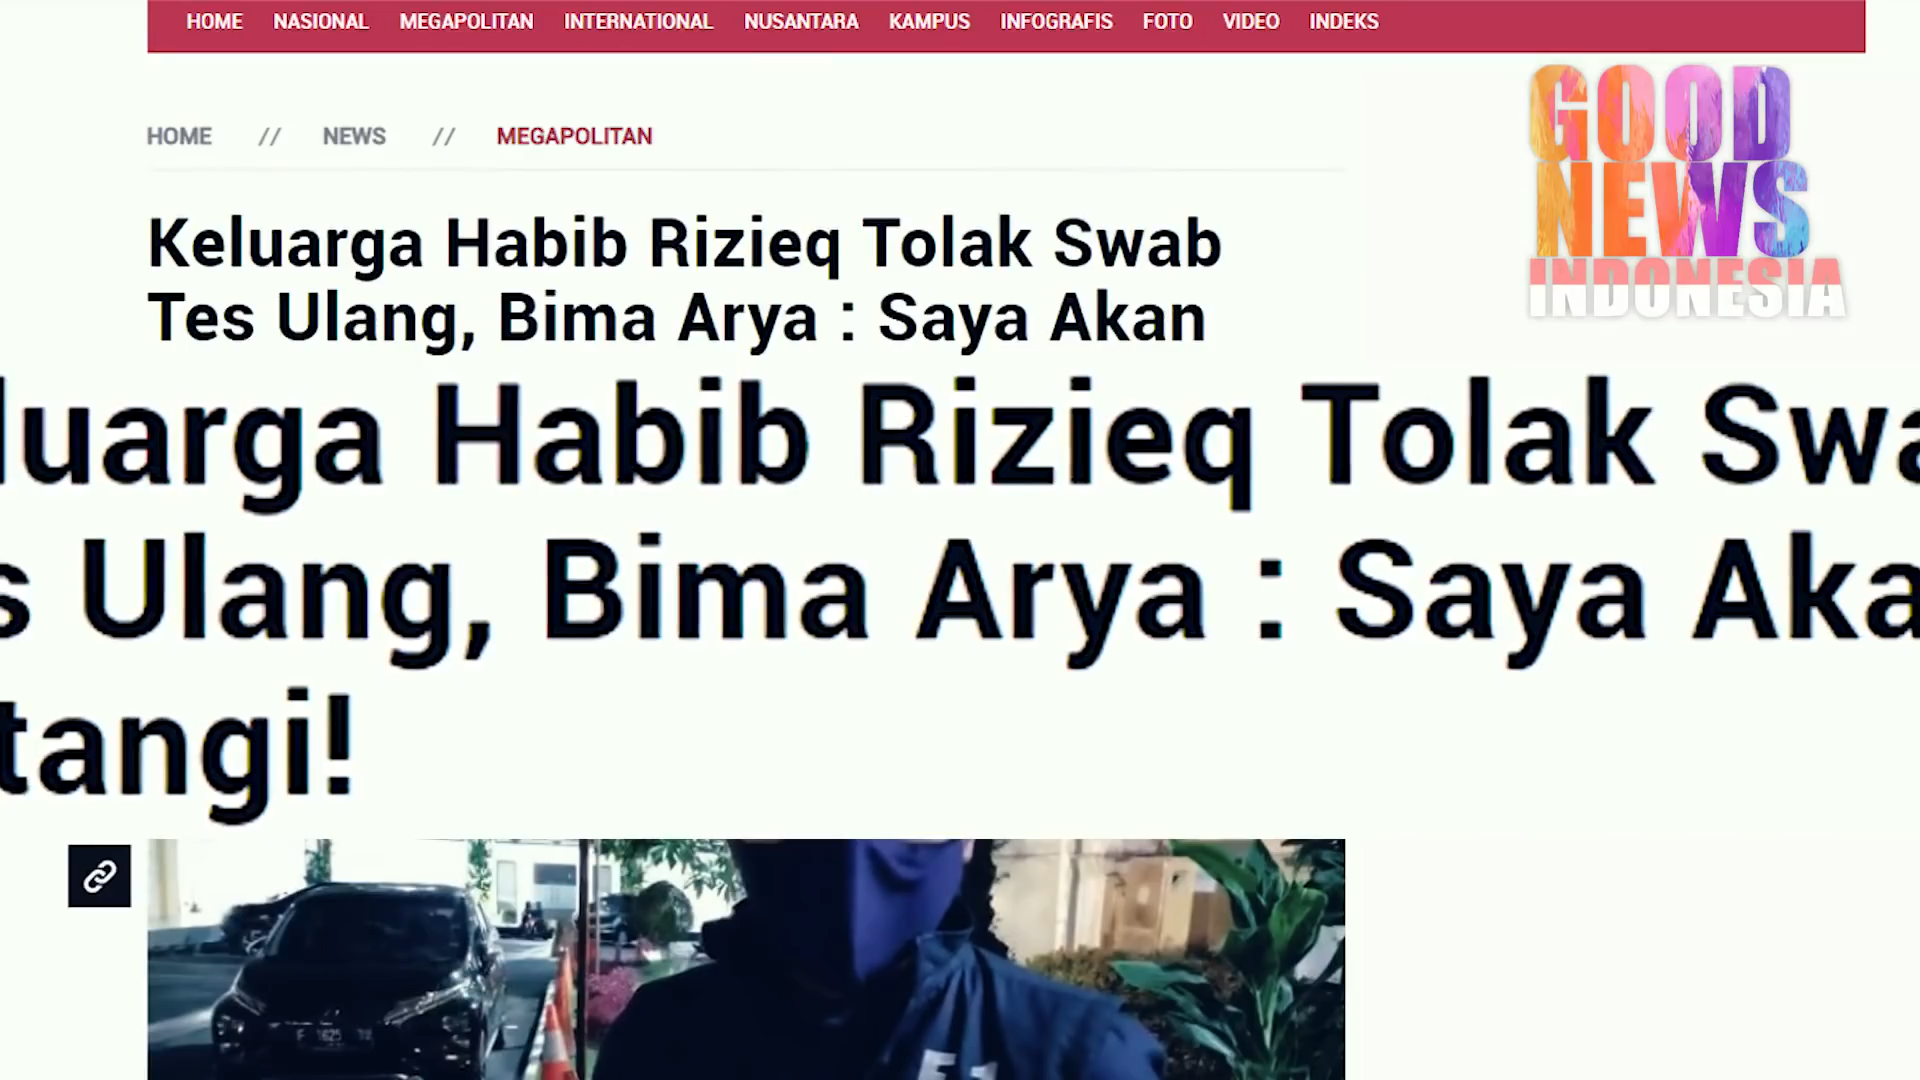 HOME NASIONAL MEGAPOLITAN INTERNATIONAL NUSANTARA KAMPUS INFOGRAFIS FOTO VIDEO INDEKS
GOOD
NEWS
INDONESIA
HOME // NEWS // MEGAPOLITAN
Keluarga Habib Rizieq Tolak Swab
Tes Ulang, Bima Arya : Saya Akan
luarga Habib Rizieq Tolak Swa
s Ulang, Bima Arya : Saya Aka
tangi!